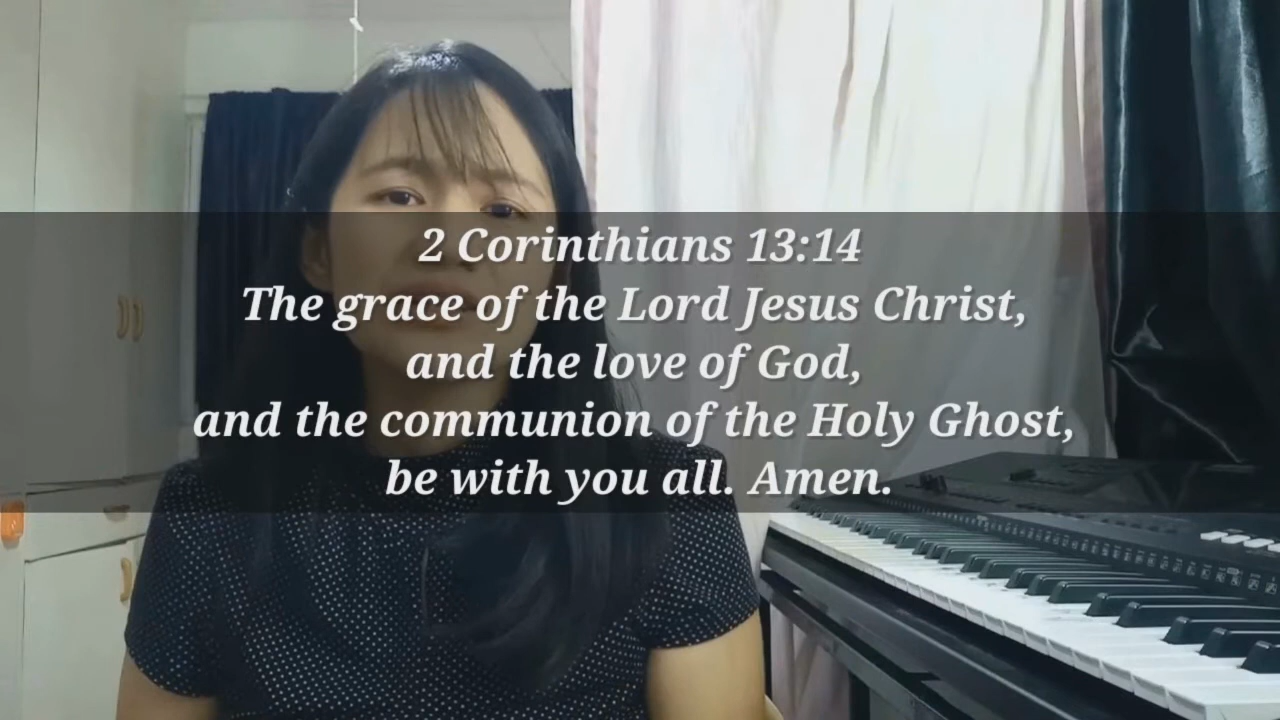 2 Corinthians 13:14
The grace of the Lord Jesus Christ,
and the love of God,
and the communion of the Holy Ghost,
be with you all. Amen.